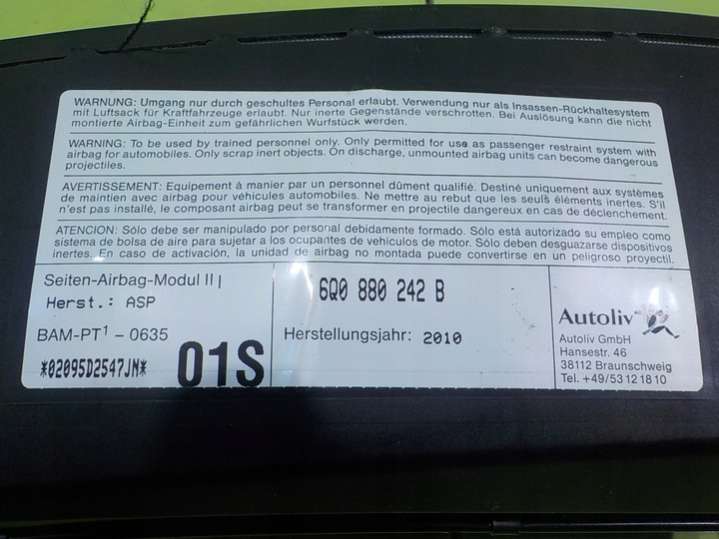 WARNUNG: Umgang nur durch geschultes Personal erlaubt. Verwendung nur als Insassen-Rückhaltesystem
mit Luftsack für Kraftfahrzeuge erlaubt. Nur inerte Gegenstände verschrotten. Bei Auslösung kann die nicht
montierte Airbag-Einheit zum gefährlichen Wurfstück werden.
WARNING: To be used by trained personnel only. Only permitted for use as passenger restraint system with
airbag for automobiles. Only scrap inert objects. On discharge, unmounted airbag units can become dangerous
projectiles.
AVERTISSEMENT: Equipement à manier par un personnel dûment qualifié. Destiné uniquement aux systèmes
de maintien avec airbag pour véhicules automobiles. Ne mettre au rebut que les seuls éléments inertes. S'il
n'est pas installé, le composant airbag peut se transformer en projectile dangereux en cas de déclenchement.
ATENCION: Sólo debe ser manipulado por personal debidamente formado. Sólo está autorizado su empleo como
sistema de bolsa de aire para sujetar a los ocupantes de vehículos de motor. Sólo deben desguazarse dispositivos
inertes. En caso de activación, la unidad de airbag no montada puede convertirse en un peligroso proyectil.
Seiten-Airbag-Modul II
Herst.: ASP
BAM-PT¹ - 0635
*02095D2547JN*
01S
6Q0 880 242 B
Herstellungsjahr: 2010
Autoliv
Autoliv GmbH
Hansestr. 46
38112 Braunschweig
Tel. +49/53 12 18 10